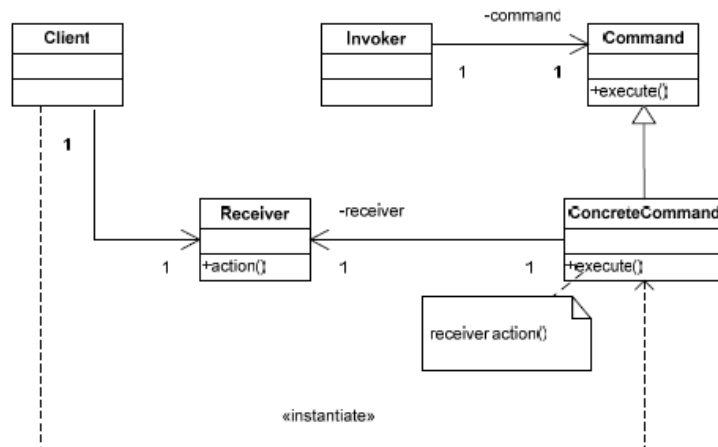 -command
Client
Invoker
Command
1
1
+execute()
1
Receiver
-receiver
ConcreteCommand
+action()
+execute()
1
1
1
receiver action()
«instantiate»